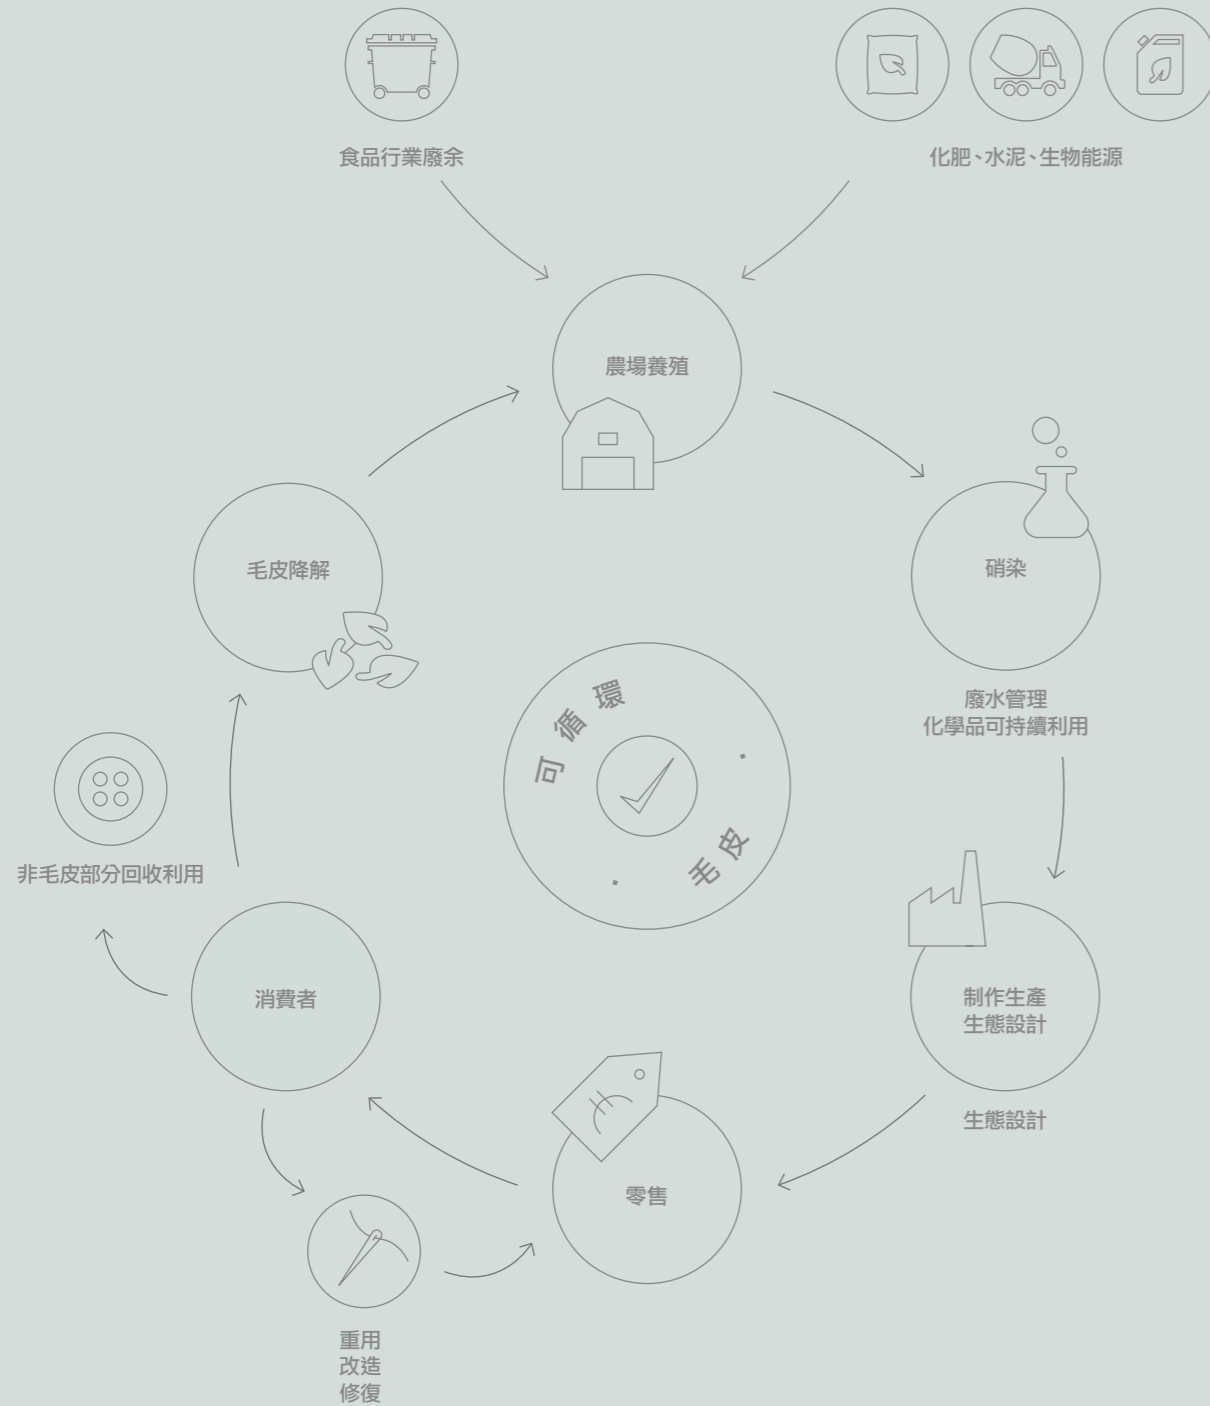 食品行業廢余
化肥、水泥、生物能源
農場養殖
毛皮降解
硝染
廢水管理
化學品可持續利用
可循環
·
毛皮
·
非毛皮部分回收利用
消費者
制作生產
生態設計
生態設計
零售
重用
改造
修復